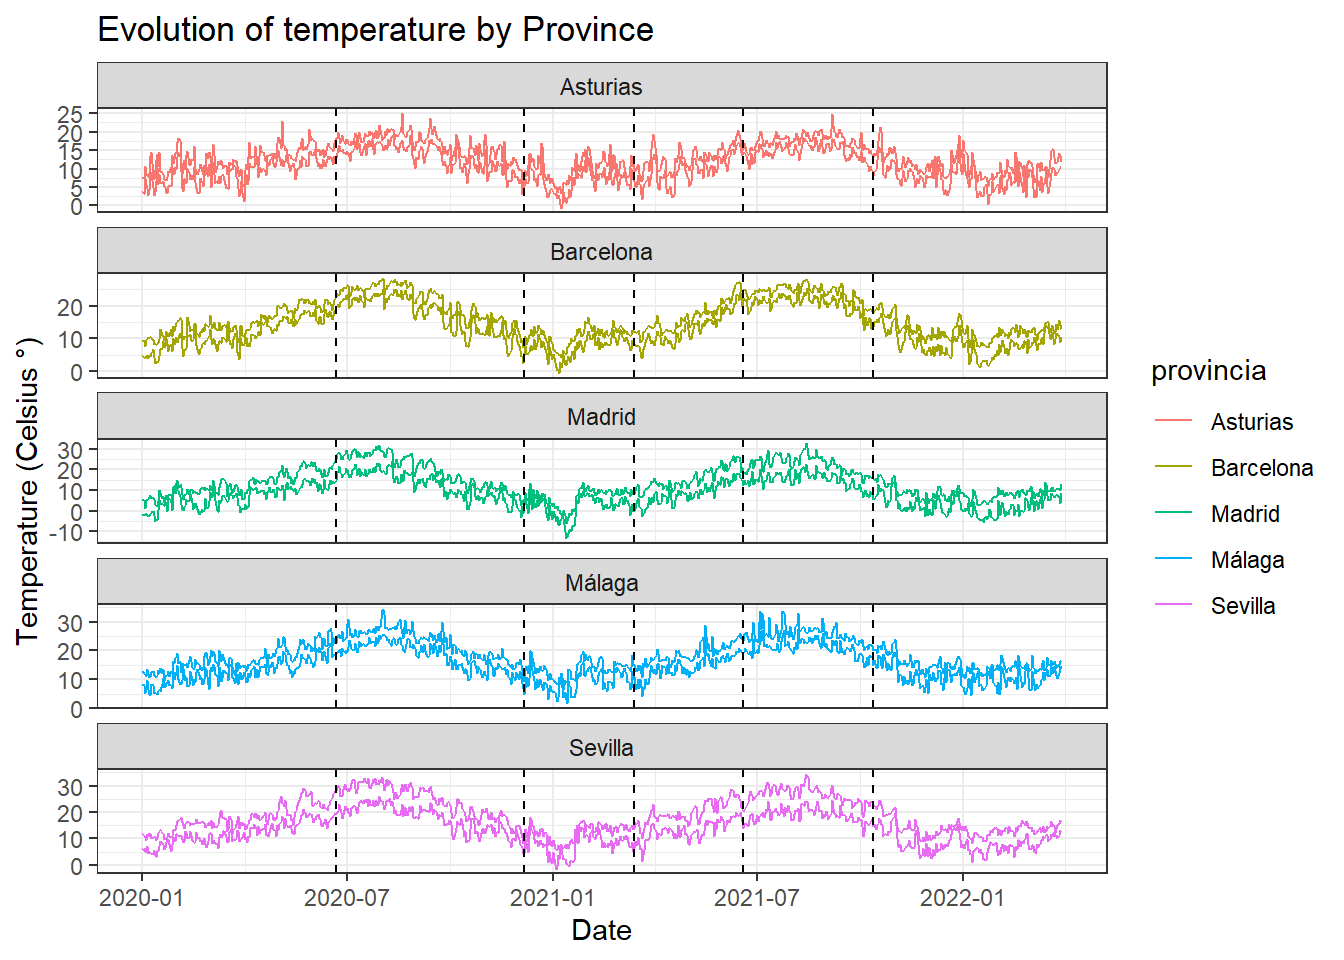 Evolution of temperature by Province
Asturias
25
20
15
10
5
0
Barcelona
20
10
0
Madrid
30
20
10
0
-10
Málaga
30
20
10
0
Sevilla
30
20
10
0
2020-01 2020-07 2021-01 2021-07 2022-01
Date
Temperature (Celsius °)
provincia
Asturias
Barcelona
Madrid
Málaga
Sevilla